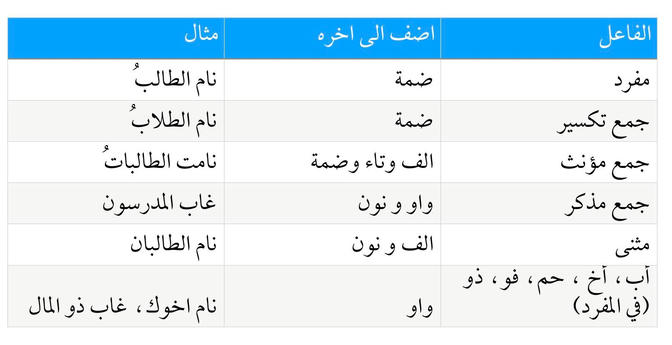 الفاعل اضف الى اخره مثال
مفرد ضمة نام الطالبُ
جمع تكسير ضمة نام الطلابُ
جمع مؤنث الف وتاء وضمة نامت الطالباتُ
جمع مذكر واو و نون غاب المدرسون
مثنى الف و نون نام الطالبان
أب، أخ ، حم، فو، ذو
(في المفرد) واو نام اخوك، غاب ذو المال